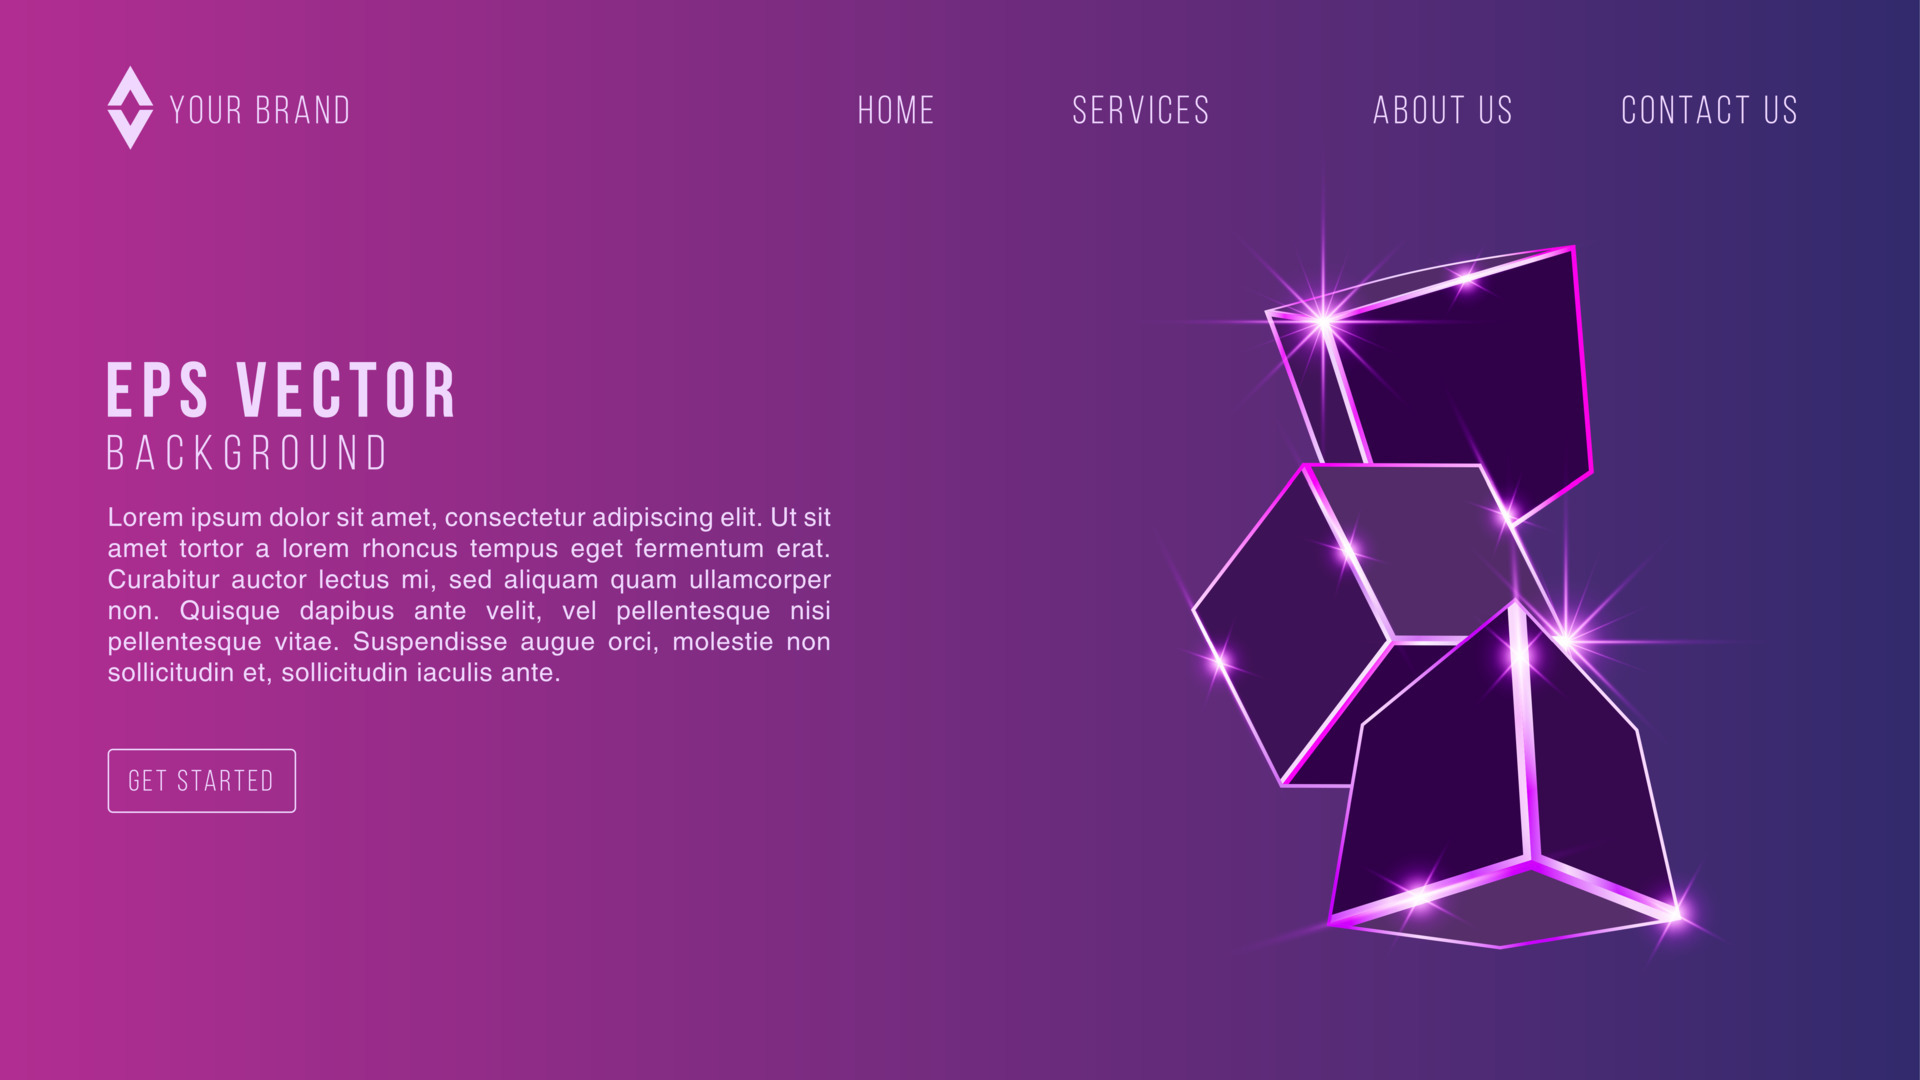 YOUR BRAND
HOME
SERVICES
ABOUT US
CONTACT US
EPS VECTOR
BACKGROUND
Lorem ipsum dolor sit amet, consectetur adipiscing elit. Ut sit
amet tortor a lorem rhoncus tempus eget fermentum erat.
Curabitur auctor lectus mi, sed aliquam quam ullamcorper
non. Quisque dapibus ante velit, vel pellentesque nisi
pellentesque vitae. Suspendisse augue orci, molestie non
sollicitudin et, sollicitudin iaculis ante.
GET STARTED